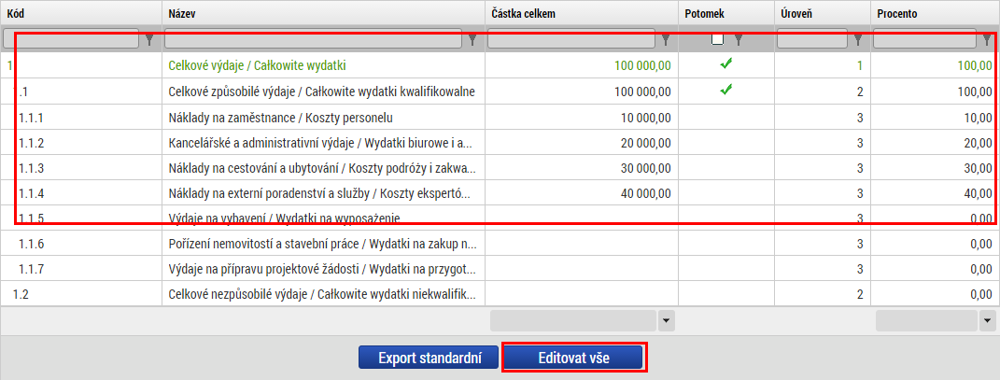 Kód Název Částka celkem Potomek Úroveň Procento
1 Celkové výdaje / Całkowite wydatki 100 000,00 1 100,00
1.1 Celkové způsobilé výdaje / Całkowite wydatki kwalifikowalne 100 000,00 2 100,00
1.1.1 Náklady na zaměstnance / Koszty personelu 10 000,00 3 10,00
1.1.2 Kancelářské a administrativní výdaje / Wydatki biurowe i a... 20 000,00 3 20,00
1.1.3 Náklady na cestování a ubytování / Koszty podróży i zakwa... 30 000,00 3 30,00
1.1.4 Náklady na externí poradenství a služby / Koszty ekspertó... 40 000,00 3 40,00
1.1.5 Výdaje na vybavení / Wydatki na wyposażenie 3 0,00
1.1.6 Pořízení nemovitostí a stavební práce / Wydatki na zakup n... 3 0,00
1.1.7 Výdaje na přípravu projektové žádosti / Wydatki na przygot... 3 0,00
1.2 Celkové nezpůsobilé výdaje / Całkowite wydatki niekwalifik... 2 0,00
Export standardní Editovat vše